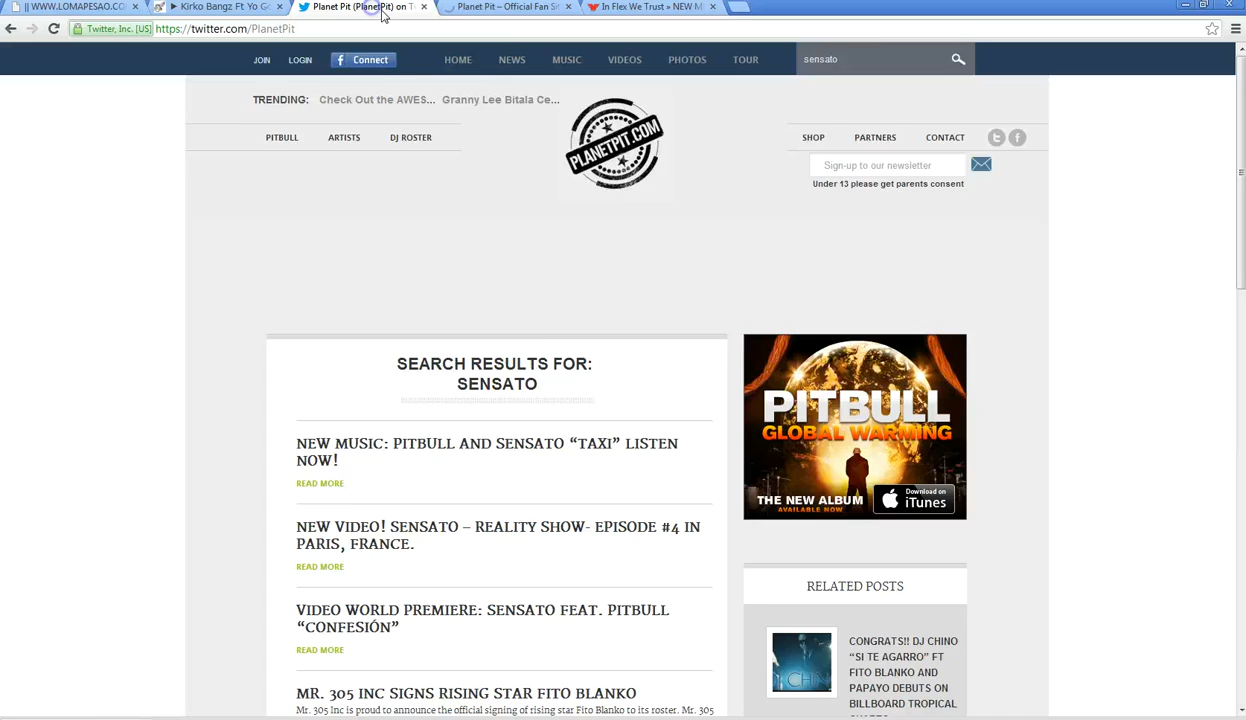 || WWW.LOMAPESAO.CO
▶ Kirko Bangz Ft Yo Go
Planet Pit (PlanetPit) on T
Planet Pit – Official Fan Sit
In Flex We Trust » NEW M
Twitter, Inc. [US]
https://twitter.com/PlanetPit
JOIN
LOGIN
f Connect
HOME
NEWS
MUSIC
VIDEOS
PHOTOS
TOUR
sensato
TRENDING:
Check Out the AWES...
Granny Lee Bitala Ce...
PITBULL
ARTISTS
DJ ROSTER
PLANETPIT.COM
SHOP
PARTNERS
CONTACT
Sign-up to our newsletter
Under 13 please get parents consent
SEARCH RESULTS FOR:
SENSATO
NEW MUSIC: PITBULL AND SENSATO “TAXI” LISTEN
NOW!
READ MORE
NEW VIDEO! SENSATO – REALITY SHOW- EPISODE #4 IN
PARIS, FRANCE.
READ MORE
VIDEO WORLD PREMIERE: SENSATO FEAT. PITBULL
“CONFESIÓN”
READ MORE
MR. 305 INC SIGNS RISING STAR FITO BLANKO
Mr. 305 Inc is proud to announce the official signing of rising star Fito Blanko to its roster. Mr. 305
PITBULL
GLOBAL WARMING
THE NEW ALBUM
AVAILABLE NOW
Download on
iTunes
RELATED POSTS
CONGRATS!! DJ CHINO
“SI TE AGARRO” FT
FITO BLANKO AND
PAPAYO DEBUTS ON
BILLBOARD TROPICAL